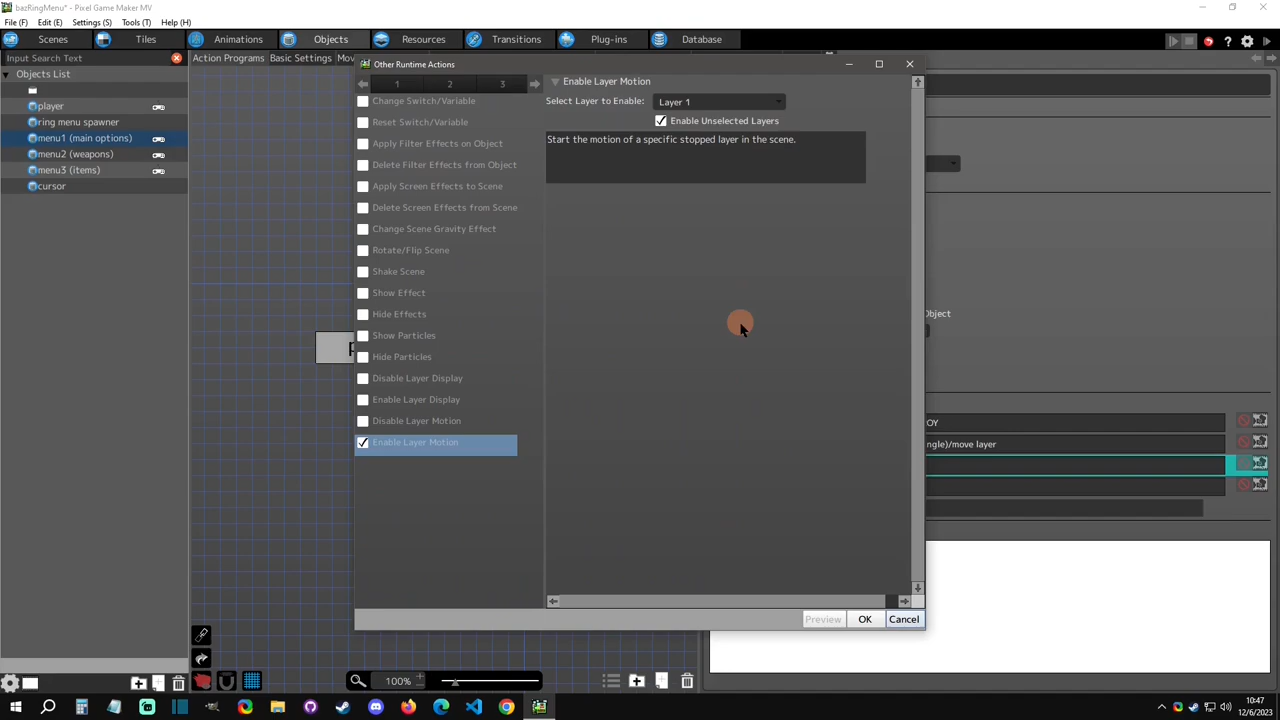 bazRingMenu* - Pixel Game Maker MV
File (F) Edit (E) Settings (S) Tools (T) Help (H)
Scenes Tiles Animations Objects Resources Transitions Plug-ins Database
Input Search Text
Action Programs Basic Settings Mov
Objects List
player
ring menu spawner
menu1 (main options)
menu2 (weapons)
menu3 (items)
cursor
Other Runtime Actions
1 2 3
Change Switch/Variable
Reset Switch/Variable
Apply Filter Effects on Object
Delete Filter Effects from Object
Apply Screen Effects to Scene
Delete Screen Effects from Scene
Change Scene Gravity Effect
Rotate/Flip Scene
Shake Scene
Show Effect
Hide Effects
Show Particles
Hide Particles
Disable Layer Display
Enable Layer Display
Disable Layer Motion
Enable Layer Motion
Enable Layer Motion
Select Layer to Enable: Layer 1
Enable Unselected Layers
Start the motion of a specific stopped layer in the scene.
Preview OK Cancel
Object
OY
ngle)/move layer
100%
10:47
12/6/2023